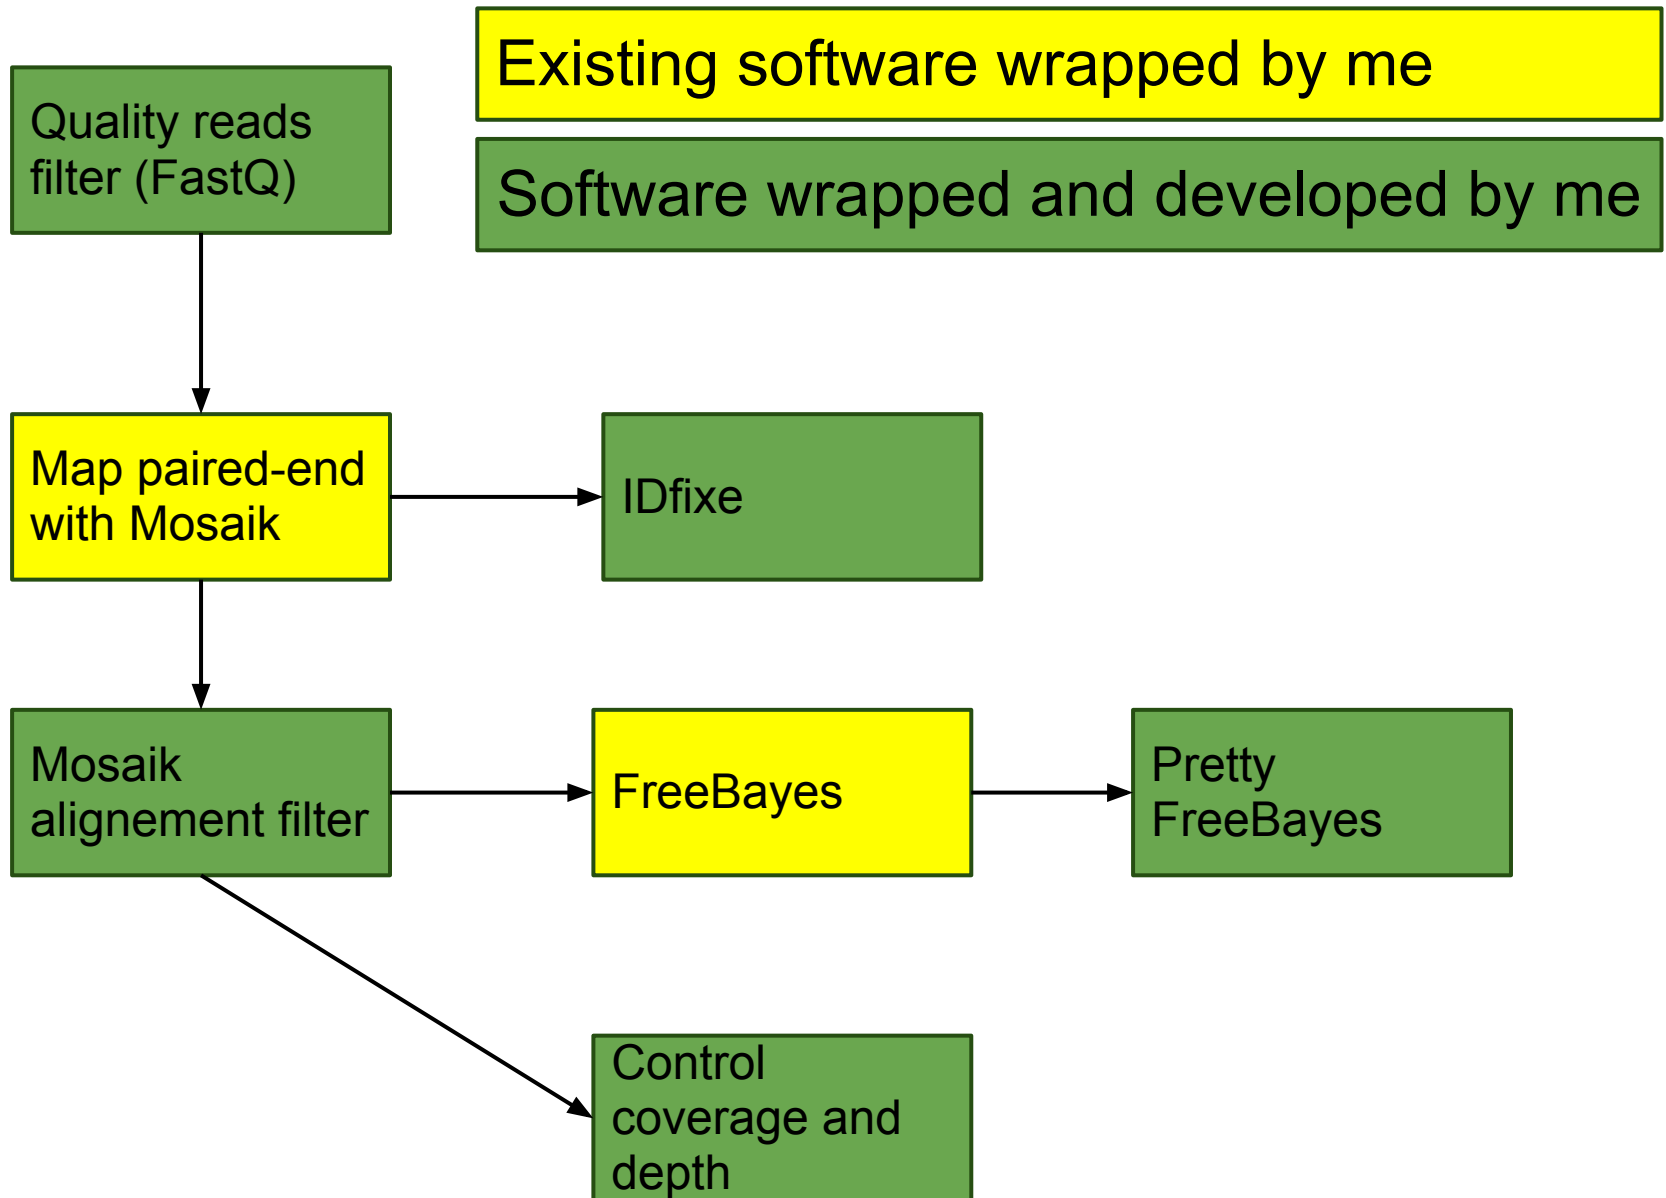 Existing software wrapped by me
Software wrapped and developed by me
Quality reads
filter (FastQ)
Map paired-end
with Mosaik
IDfixe
Mosaik
alignement filter
FreeBayes
Pretty
FreeBayes
Control
coverage and
depth